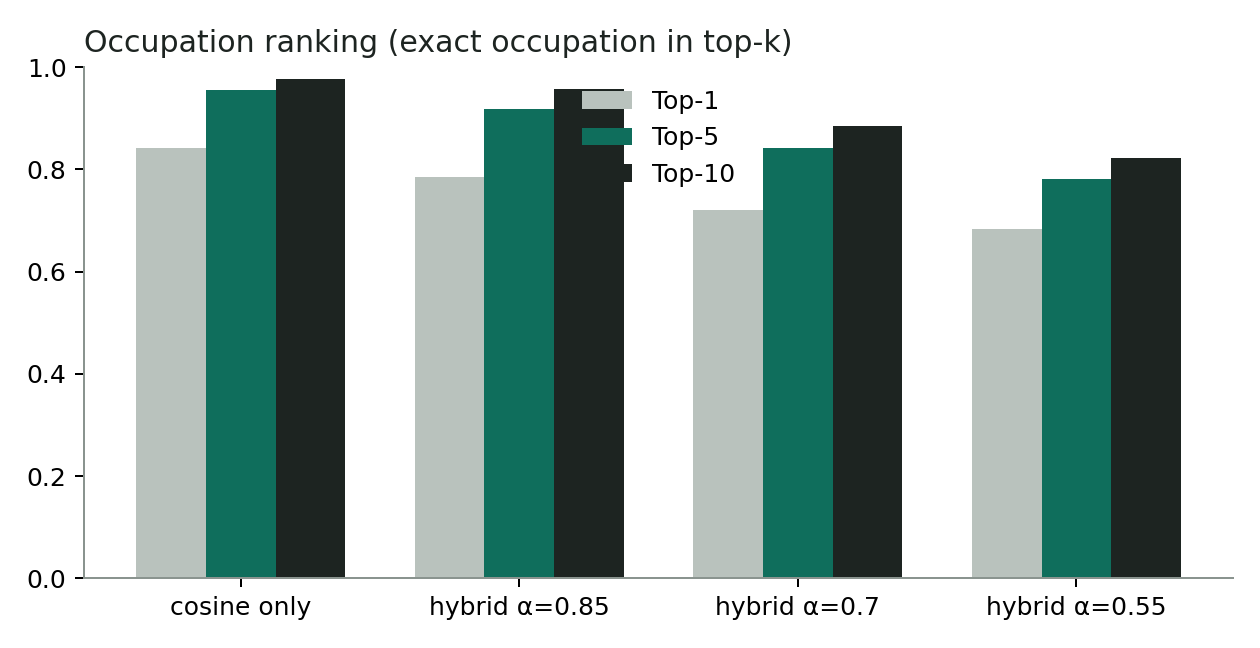 Occupation ranking (exact occupation in top-k)
1.0
0.8
0.6
0.4
0.2
0.0
Top-1
Top-5
Top-10
cosine only
hybrid α=0.85
hybrid α=0.7
hybrid α=0.55